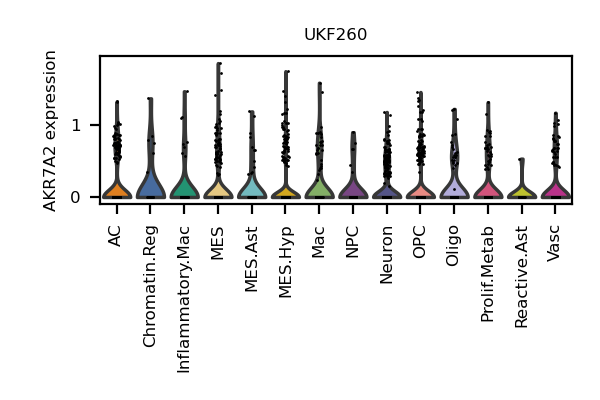 UKF260
AKR7A2 expression
1
0
AC
Chromatin.Reg
Inflammatory.Mac
MES
MES.Ast
MES.Hyp
Mac
NPC
Neuron
OPC
Oligo
Prolif.Metab
Reactive.Ast
Vasc